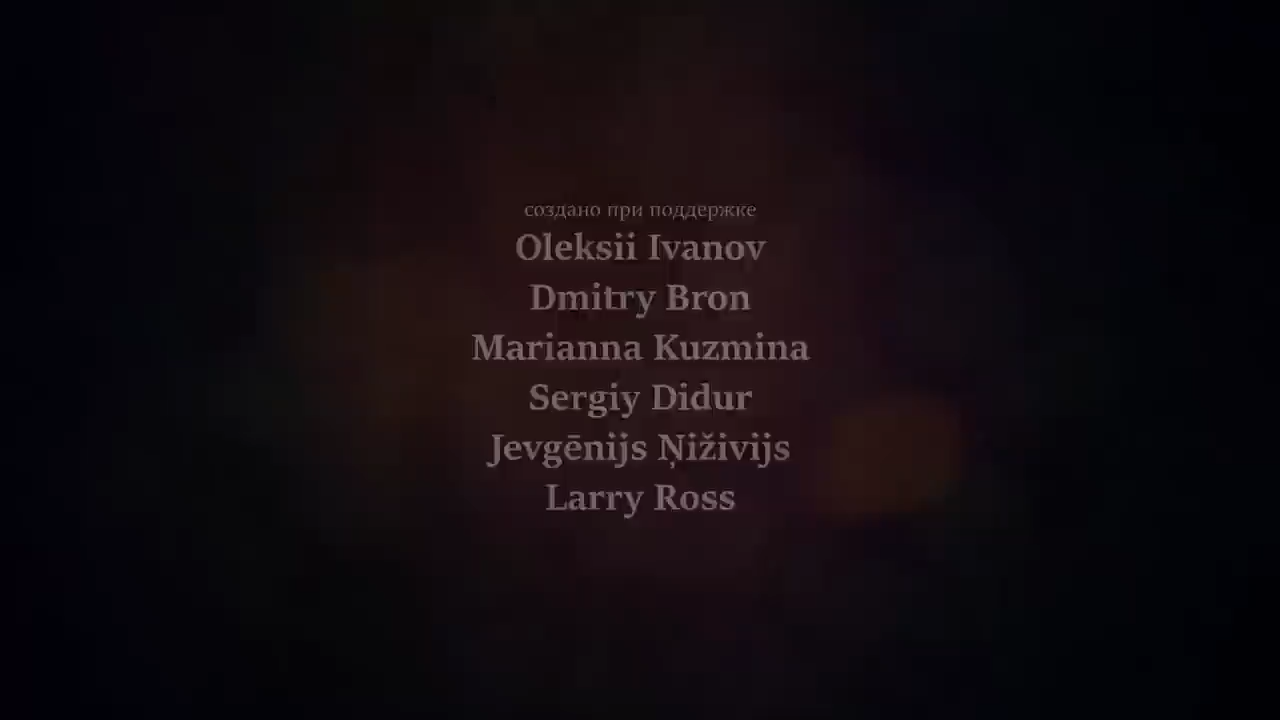 создано при поддержке
Oleksii Ivanov
Dmitry Bron
Marianna Kuzmina
Sergiy Didur
Jevgēnijs Ņiživijs
Larry Ross